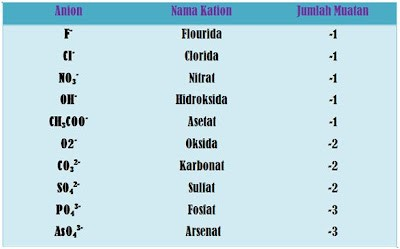 Anion Nama Kation Jumlah Muatan
F⁻ Flourida -1
Cl⁻ Clorida -1
NO₃⁻ Nitrat -1
OH⁻ Hidroksida -1
CH₃COO⁻ Asetat -1
O2⁻ Oksida -2
CO₃²⁻ Karbonat -2
SO₄²⁻ Sulfat -2
PO₄³⁻ Fosfat -3
AsO₄³⁻ Arsenat -3